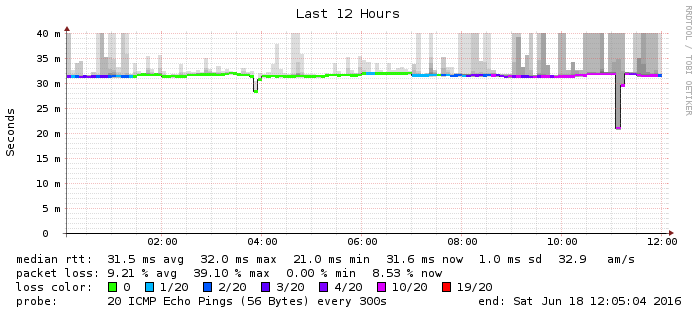 Last 12 Hours
RRDTOOL / TOBI OETIKER
Seconds
40 m
35 m
30 m
25 m
20 m
15 m
10 m
5 m
0
02:00 04:00 06:00 08:00 10:00 12:00
median rtt: 31.5 ms avg 32.0 ms max 21.0 ms min 31.6 ms now 1.0 ms sd 32.9 am/s
packet loss: 9.21 % avg 39.10 % max 0.00 % min 8.53 % now
loss color: 0 1/20 2/20 3/20 4/20 10/20 19/20
probe: 20 ICMP Echo Pings (56 Bytes) every 300s end: Sat Jun 18 12:05:04 2016